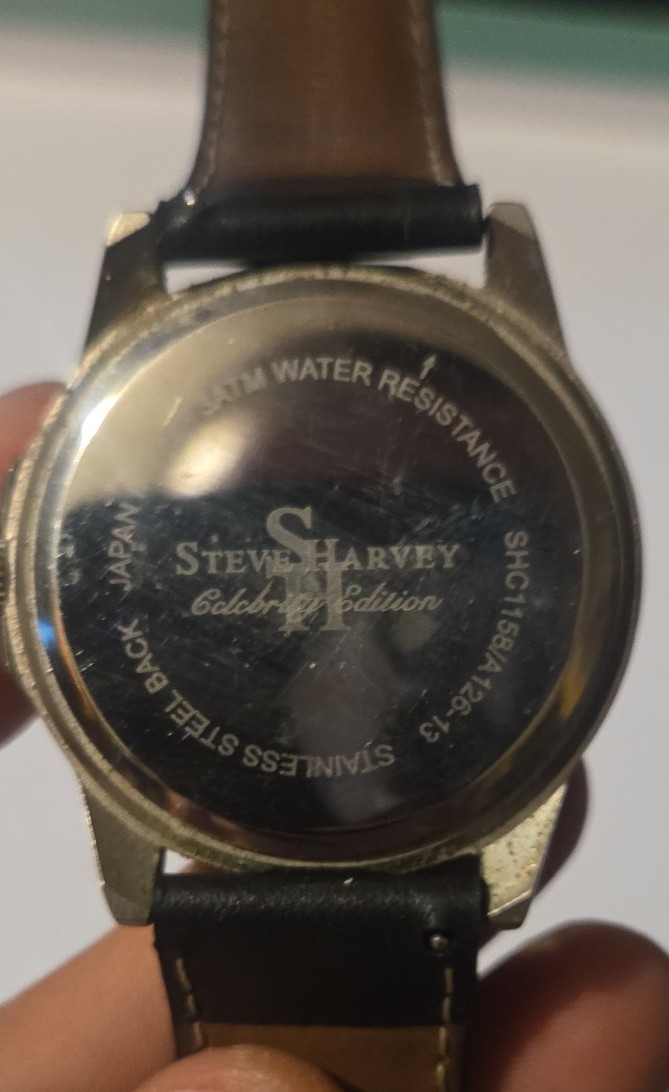 3ATM WATER RESISTANCE
SHC1158/A126-13
STAINLESS STEEL BACK
JAPAN
SH
STEVE HARVEY
Celebrity Edition